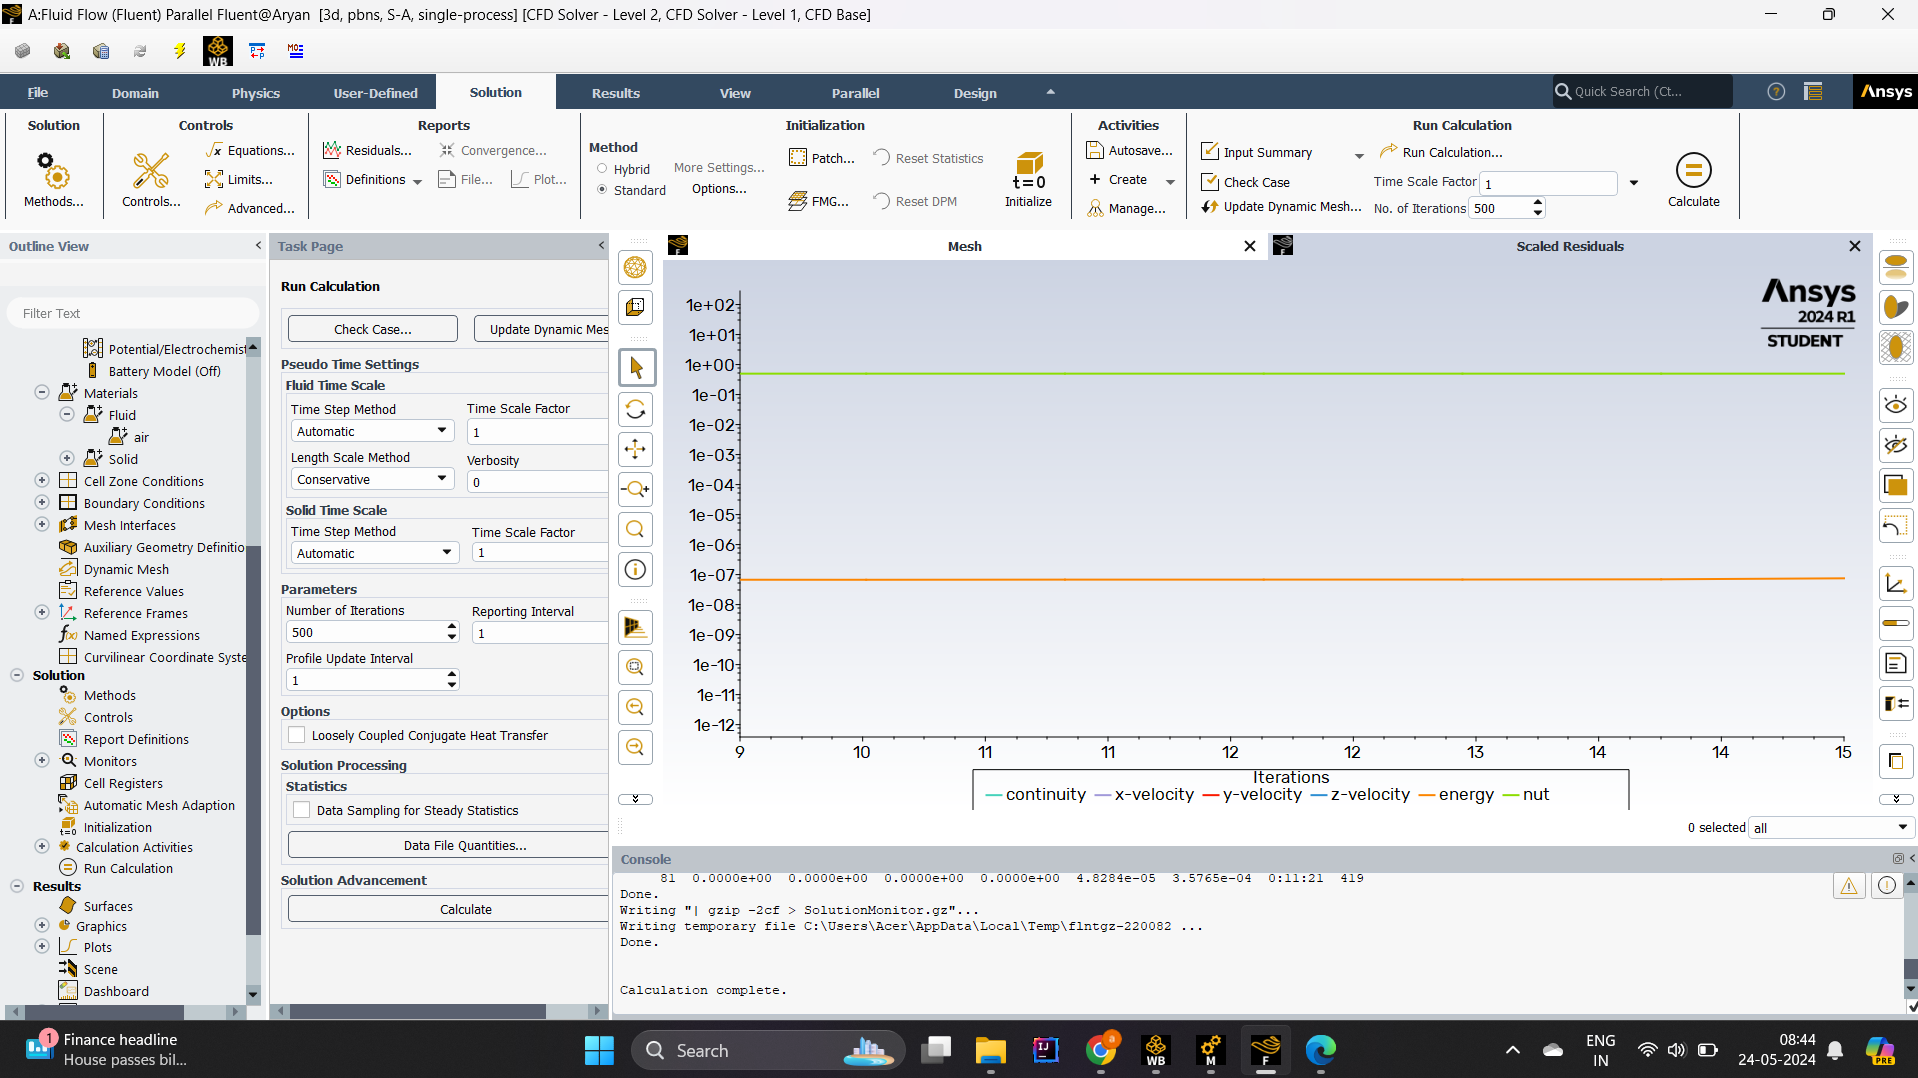 A:Fluid Flow (Fluent) Parallel Fluent@Aryan [3d, pbns, S-A, single-process] [CFD Solver - Level 2, CFD Solver - Level 1, CFD Base]
WB
File Domain Physics User-Defined Solution Results View Parallel Design Quick Search (Ct... Ansys
Solution
Methods...
Controls
Controls...
Equations...
Limits...
Advanced...
Reports
Residuals... Convergence...
Definitions File... Plot...
Initialization
Method
Hybrid
Standard
More Settings...
Options...
Patch... Reset Statistics
FMG... Reset DPM
t=0
Initialize
Activities
Autosave...
Create
Manage...
Run Calculation
Input Summary Run Calculation...
Check Case Time Scale Factor 1
Update Dynamic Mesh... No. of Iterations 500
Calculate
Outline View
Filter Text
Potential/Electrochemist
Battery Model (Off)
Materials
Fluid
air
Solid
Cell Zone Conditions
Boundary Conditions
Mesh Interfaces
Auxiliary Geometry Definitio
Dynamic Mesh
Reference Values
Reference Frames
Named Expressions
Curvilinear Coordinate Syste
Solution
Methods
Controls
Report Definitions
Monitors
Cell Registers
Automatic Mesh Adaption
Initialization
Calculation Activities
Run Calculation
Results
Surfaces
Graphics
Plots
Scene
Dashboard
Task Page
Run Calculation
Check Case... Update Dynamic Mes
Pseudo Time Settings
Fluid Time Scale
Time Step Method Time Scale Factor
Automatic 1
Length Scale Method Verbosity
Conservative 0
Solid Time Scale
Time Step Method Time Scale Factor
Automatic 1
Parameters
Number of Iterations Reporting Interval
500 1
Profile Update Interval
1
Options
Loosely Coupled Conjugate Heat Transfer
Solution Processing
Statistics
Data Sampling for Steady Statistics
Data File Quantities...
Solution Advancement
Calculate
Mesh Scaled Residuals
Ansys
2024 R1
STUDENT
1e+02
1e+01
1e+00
1e-01
1e-02
1e-03
1e-04
1e-05
1e-06
1e-07
1e-08
1e-09
1e-10
1e-11
1e-12
9 10 11 11 12 12 13 14 14 15
Iterations
continuity x-velocity y-velocity z-velocity energy nut
0 selected all
Console
81 0.0000e+00 0.0000e+00 0.0000e+00 0.0000e+00 4.8284e-05 3.5765e-04 0:11:21 419
Done.
Writing "| gzip -2cf > SolutionMonitor.gz"...
Writing temporary file C:\Users\Acer\AppData\Local\Temp\flntgz-220082 ...
Done.
Calculation complete.
1
Finance headline
House passes bil...
Search
ENG
IN
08:44
24-05-2024
PRE